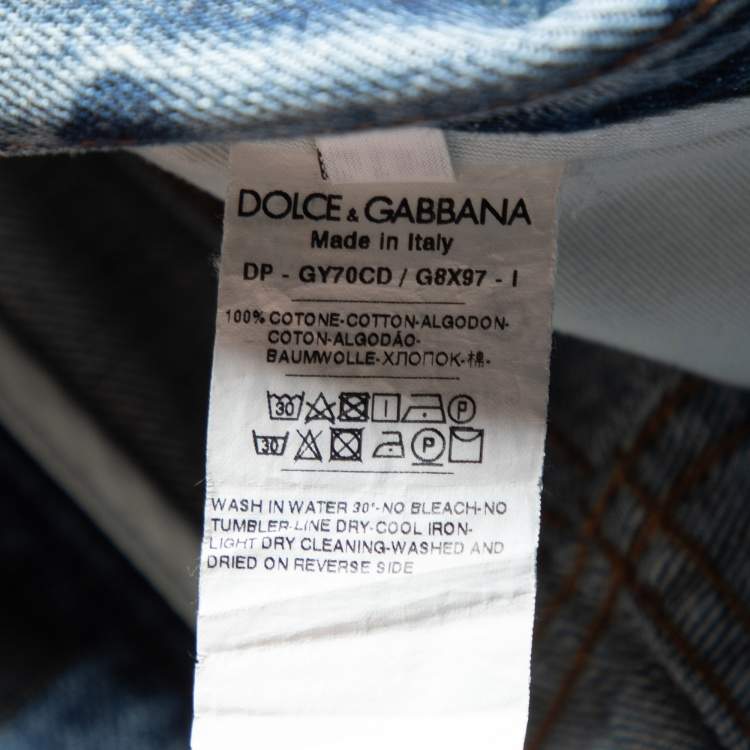 DOLCE & GABBANA
Made in Italy
DP - GY70CD / G8X97 - I
100% COTONE-COTTON-ALGODON-
COTON-ALGODÃO-
BAUMWOLLE-ХЛОПОК-棉-
30 P
30 P
WASH IN WATER 30°-NO BLEACH-NO
TUMBLER-LINE DRY-COOL IRON-
LIGHT DRY CLEANING-WASHED AND
DRIED ON REVERSE SIDE